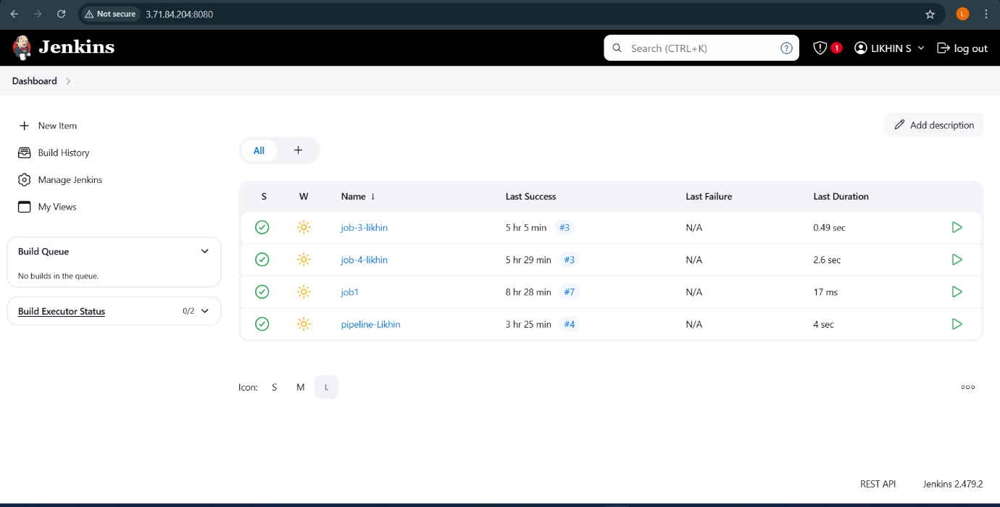 Not secure 3.71.84.204:8080 L
Jenkins Search (CTRL+K) ? 1 LIKHIN S log out
Dashboard
New Item
Build History
Manage Jenkins
My Views
Build Queue
No builds in the queue.
Build Executor Status 0/2
Add description
All +
S W Name ↓ Last Success Last Failure Last Duration
job-3-likhin 5 hr 5 min #3 N/A 0.49 sec
job-4-likhin 5 hr 29 min #3 N/A 2.6 sec
job1 8 hr 28 min #7 N/A 17 ms
pipeline-Likhin 3 hr 25 min #4 N/A 4 sec
Icon: S M L
REST API Jenkins 2.479.2